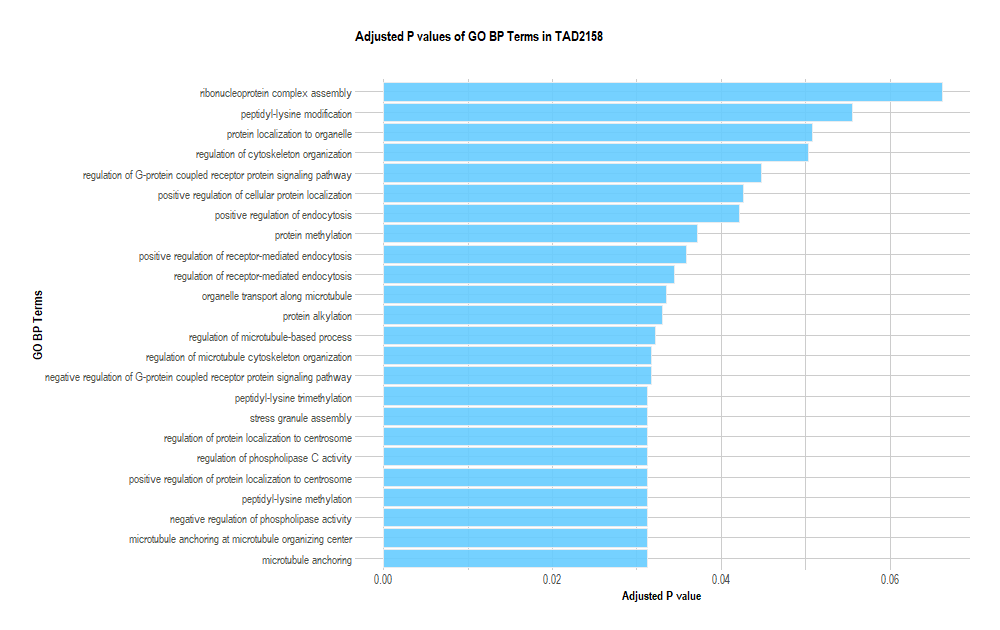 Adjusted P values of GO BP Terms in TAD2158
ribonucleoprotein complex assembly
peptidyl-lysine modification
protein localization to organelle
regulation of cytoskeleton organization
regulation of G-protein coupled receptor protein signaling pathway
positive regulation of cellular protein localization
positive regulation of endocytosis
protein methylation
positive regulation of receptor-mediated endocytosis
regulation of receptor-mediated endocytosis
organelle transport along microtubule
protein alkylation
regulation of microtubule-based process
regulation of microtubule cytoskeleton organization
negative regulation of G-protein coupled receptor protein signaling pathway
peptidyl-lysine trimethylation
stress granule assembly
regulation of protein localization to centrosome
regulation of phospholipase C activity
positive regulation of protein localization to centrosome
peptidyl-lysine methylation
negative regulation of phospholipase activity
microtubule anchoring at microtubule organizing center
microtubule anchoring
GO BP Terms
0.00 0.02 0.04 0.06
Adjusted P value